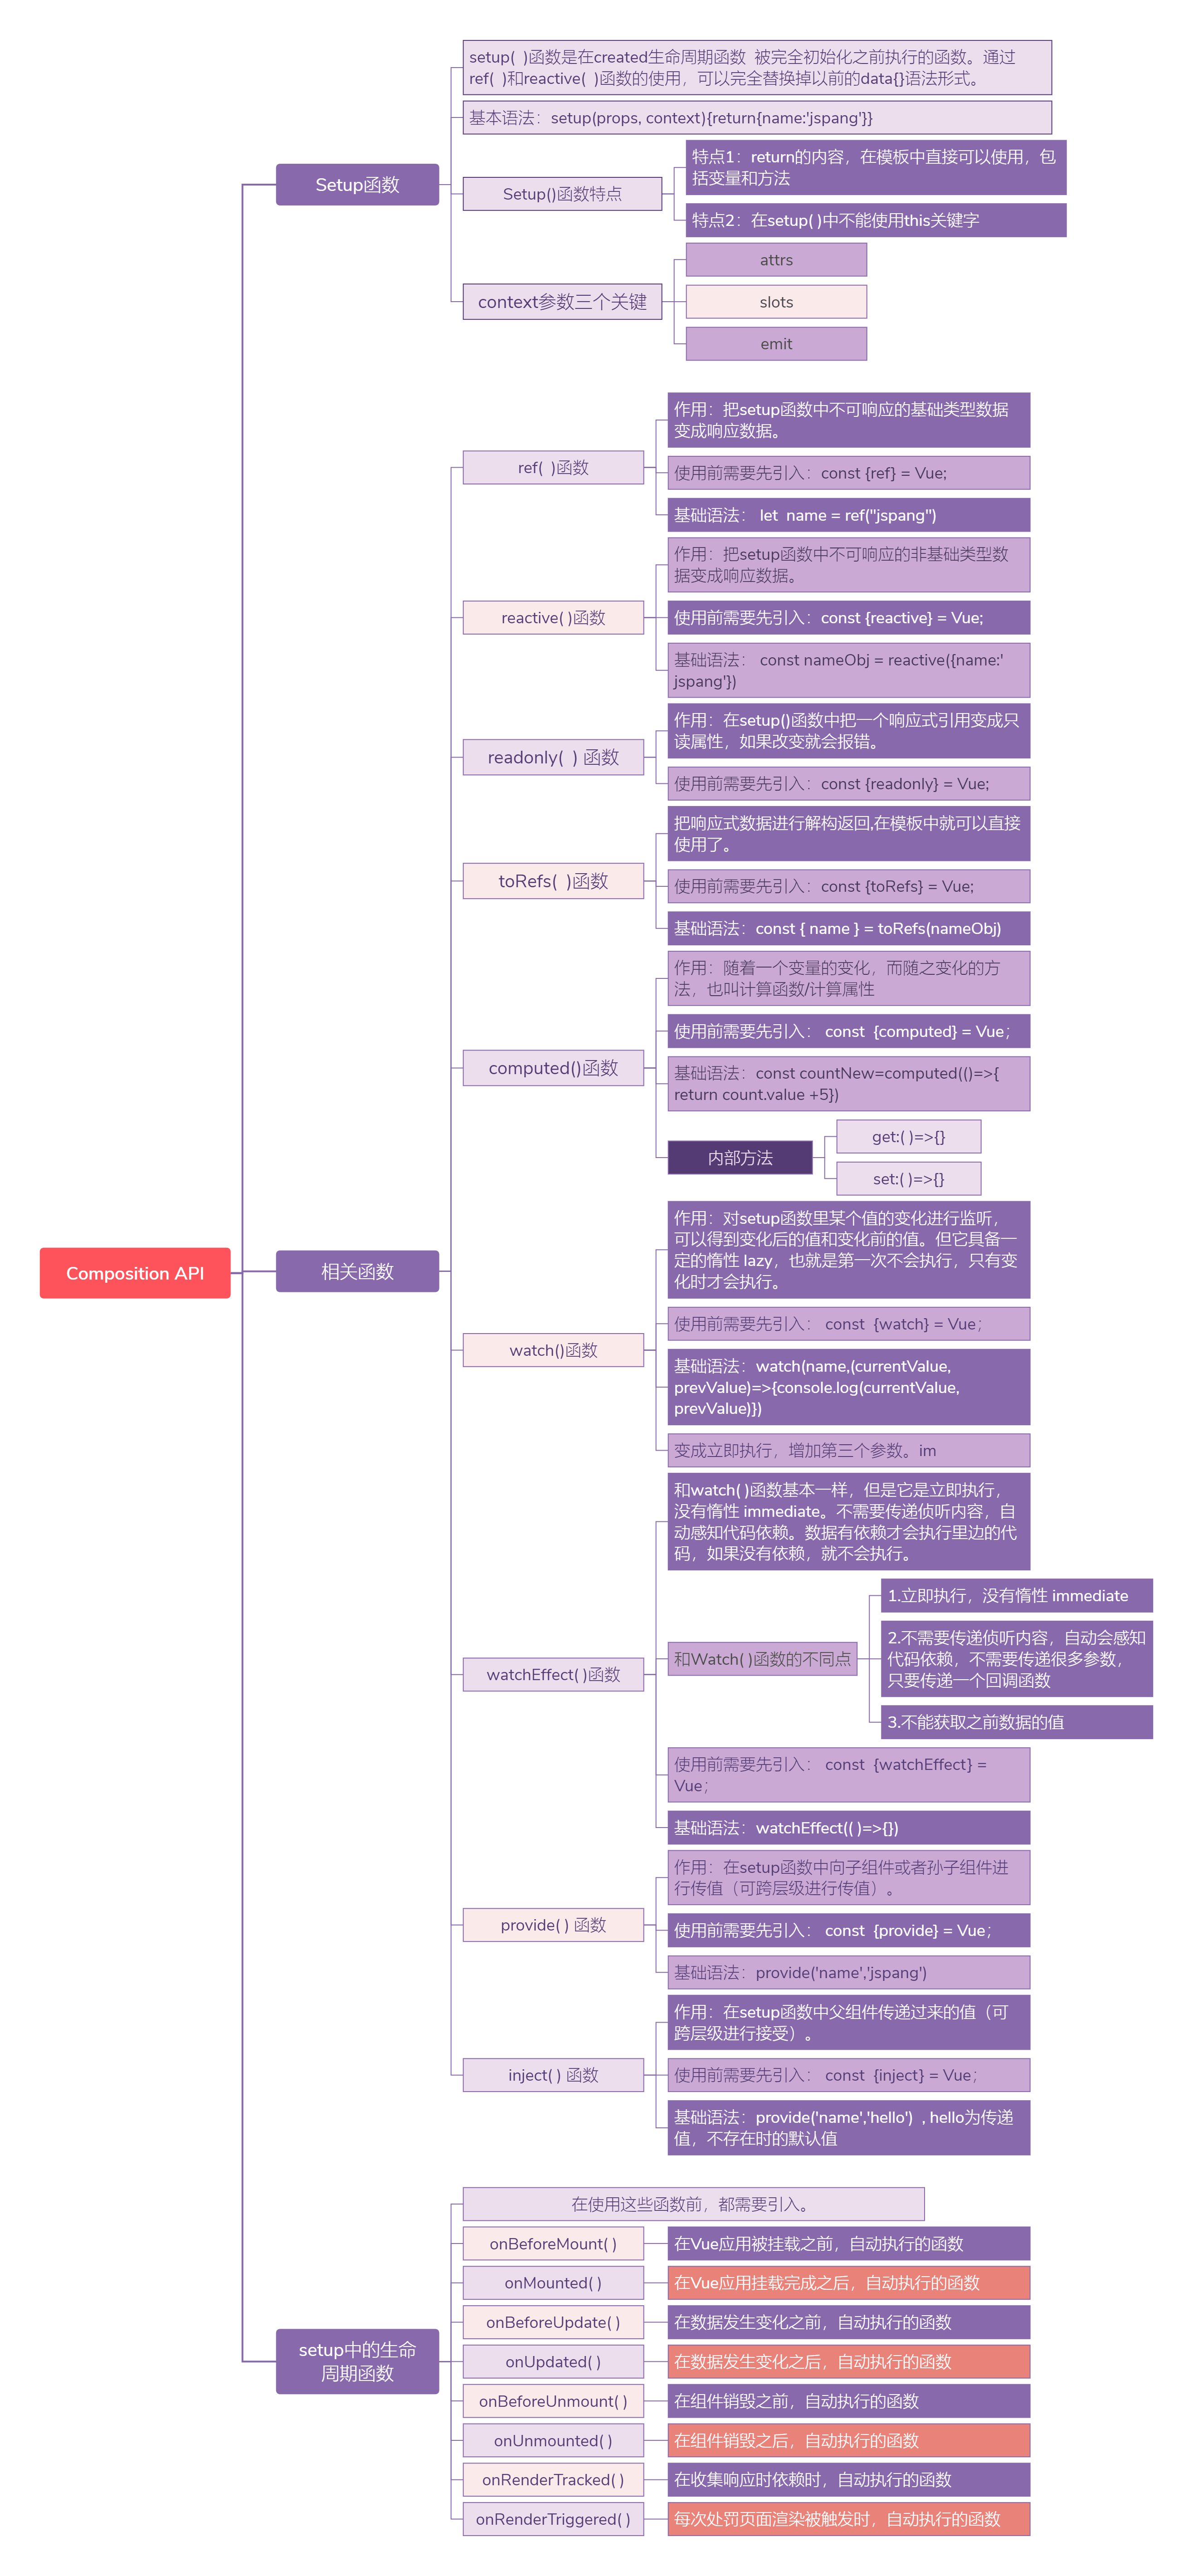 Composition API
Setup函数
setup( )函数是在created生命周期函数 被完全初始化之前执行的函数。通过
ref( )和reactive( )函数的使用，可以完全替换掉以前的data{}语法形式。
基本语法：setup(props, context){return{name:'jspang'}}
Setup()函数特点
特点1：return的内容，在模板中直接可以使用，包
括变量和方法
特点2：在setup( )中不能使用this关键字
context参数三个关键
attrs
slots
emit
相关函数
ref( )函数
作用：把setup函数中不可响应的基础类型数据
变成响应数据。
使用前需要先引入：const {ref} = Vue;
基础语法： let name = ref("jspang")
reactive( )函数
作用：把setup函数中不可响应的非基础类型数
据变成响应数据。
使用前需要先引入：const {reactive} = Vue;
基础语法： const nameObj = reactive({name:'
jspang'})
readonly( ) 函数
作用：在setup()函数中把一个响应式引用变成只
读属性，如果改变就会报错。
使用前需要先引入：const {readonly} = Vue;
toRefs( )函数
把响应式数据进行解构返回,在模板中就可以直接
使用了。
使用前需要先引入：const {toRefs} = Vue;
基础语法：const { name } = toRefs(nameObj)
computed()函数
作用：随着一个变量的变化，而随之变化的方
法，也叫计算函数/计算属性
使用前需要先引入： const {computed} = Vue；
基础语法：const countNew=computed(()=>{
return count.value +5})
内部方法
get:( )=>{}
set:( )=>{}
watch()函数
作用：对setup函数里某个值的变化进行监听，
可以得到变化后的值和变化前的值。但它具备一
定的惰性 lazy，也就是第一次不会执行，只有变
化时才会执行。
使用前需要先引入： const {watch} = Vue；
基础语法：watch(name,(currentValue,
prevValue)=>{console.log(currentValue,
prevValue)})
变成立即执行，增加第三个参数。im
watchEffect( )函数
和watch( )函数基本一样，但是它是立即执行，
没有惰性 immediate。不需要传递侦听内容，自
动感知代码依赖。数据有依赖才会执行里边的代
码，如果没有依赖，就不会执行。
和Watch( )函数的不同点
1.立即执行，没有惰性 immediate
2.不需要传递侦听内容，自动会感知
代码依赖，不需要传递很多参数，
只要传递一个回调函数
3.不能获取之前数据的值
使用前需要先引入： const {watchEffect} =
Vue；
基础语法：watchEffect(( )=>{})
provide( ) 函数
作用：在setup函数中向子组件或者孙子组件进
行传值（可跨层级进行传值）。
使用前需要先引入： const {provide} = Vue；
基础语法：provide('name','jspang')
inject( ) 函数
作用：在setup函数中父组件传递过来的值（可
跨层级进行接受）。
使用前需要先引入： const {inject} = Vue；
基础语法：provide('name','hello') , hello为传递
值，不存在时的默认值
setup中的生命
周期函数
在使用这些函数前，都需要引入。
onBeforeMount( )
在Vue应用被挂载之前，自动执行的函数
onMounted( )
在Vue应用挂载完成之后，自动执行的函数
onBeforeUpdate( )
在数据发生变化之前，自动执行的函数
onUpdated( )
在数据发生变化之后，自动执行的函数
onBeforeUnmount( )
在组件销毁之前，自动执行的函数
onUnmounted( )
在组件销毁之后，自动执行的函数
onRenderTracked( )
在收集响应时依赖时，自动执行的函数
onRenderTriggered( )
每次处罚页面渲染被触发时，自动执行的函数